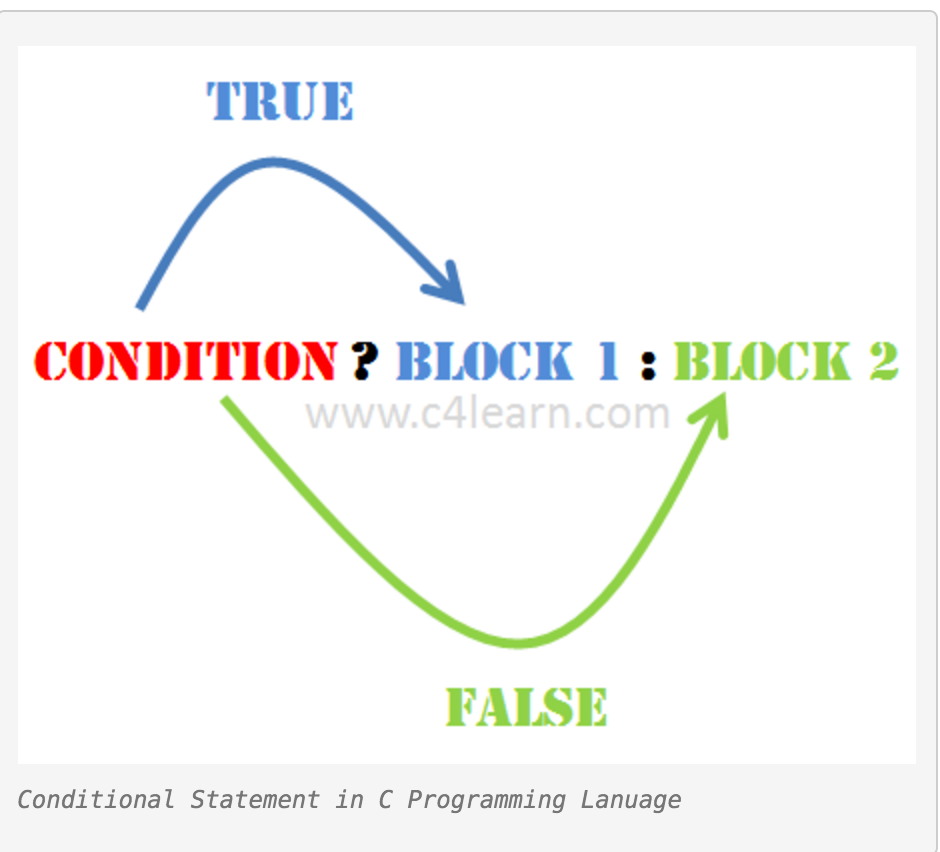 TRUE
CONDITION ? BLOCK 1 : BLOCK 2
www.c4learn.com
FALSE
Conditional Statement in C Programming Lanuage